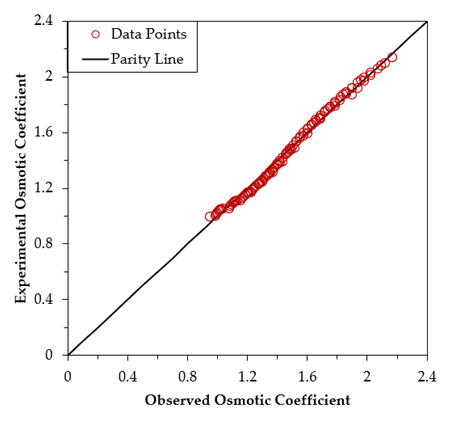 2.4
Data Points
Parity Line
2
1.6
1.2
0.8
0.4
0
Experimental Osmotic Coefficient
0 0.4 0.8 1.2 1.6 2 2.4
Observed Osmotic Coefficient